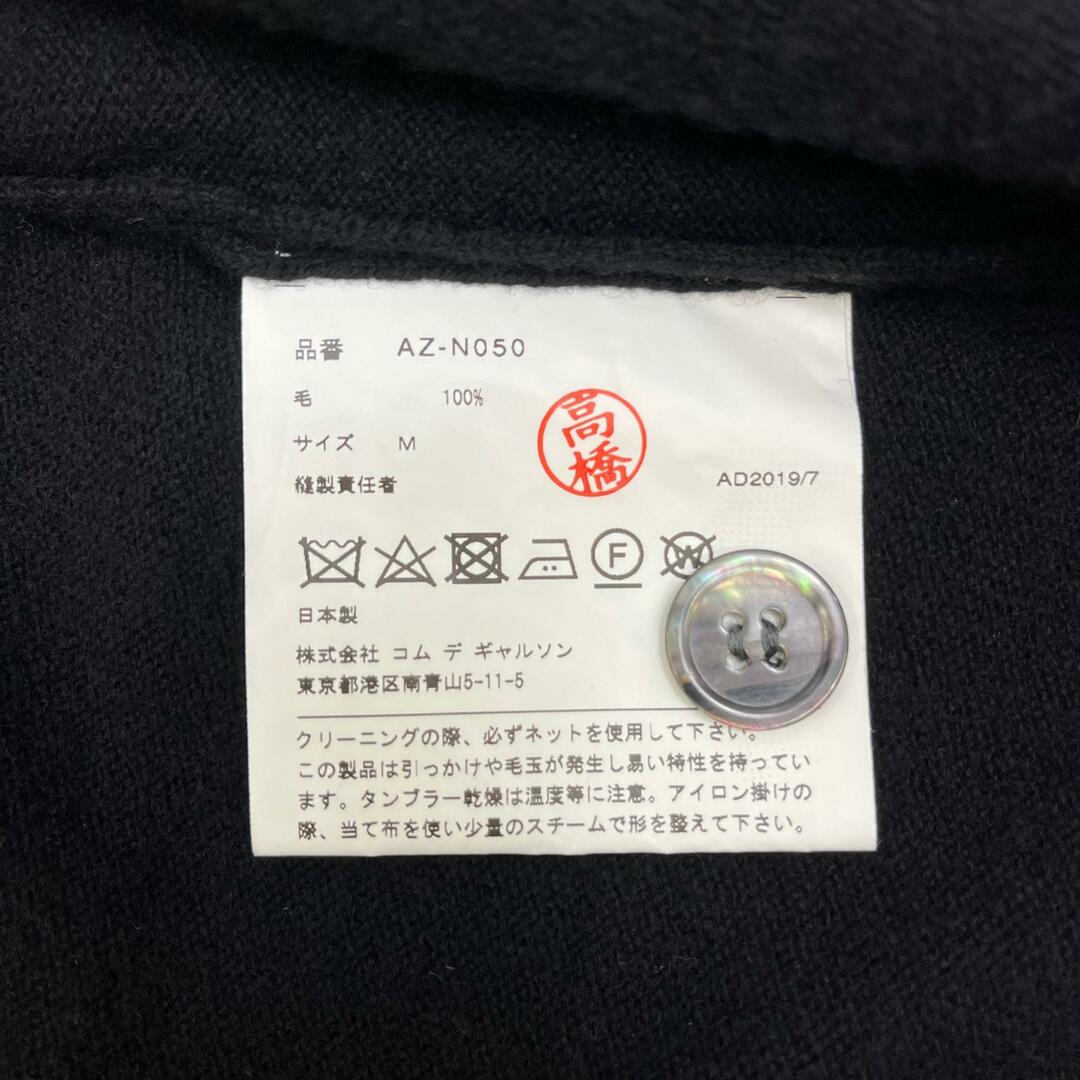 品番 AZ-N050
毛 100%
サイズ M
縫製責任者 高橋 AD2019/7
F W
日本製
株式会社 コム デ ギャルソン
東京都港区南青山5-11-5
クリーニングの際、必ずネットを使用して下さい。
この製品は引っかけや毛玉が発生し易い特性を持ってい
ます。タンブラー乾燥は温度等に注意。アイロン掛けの
際、当て布を使い少量のスチームで形を整えて下さい。